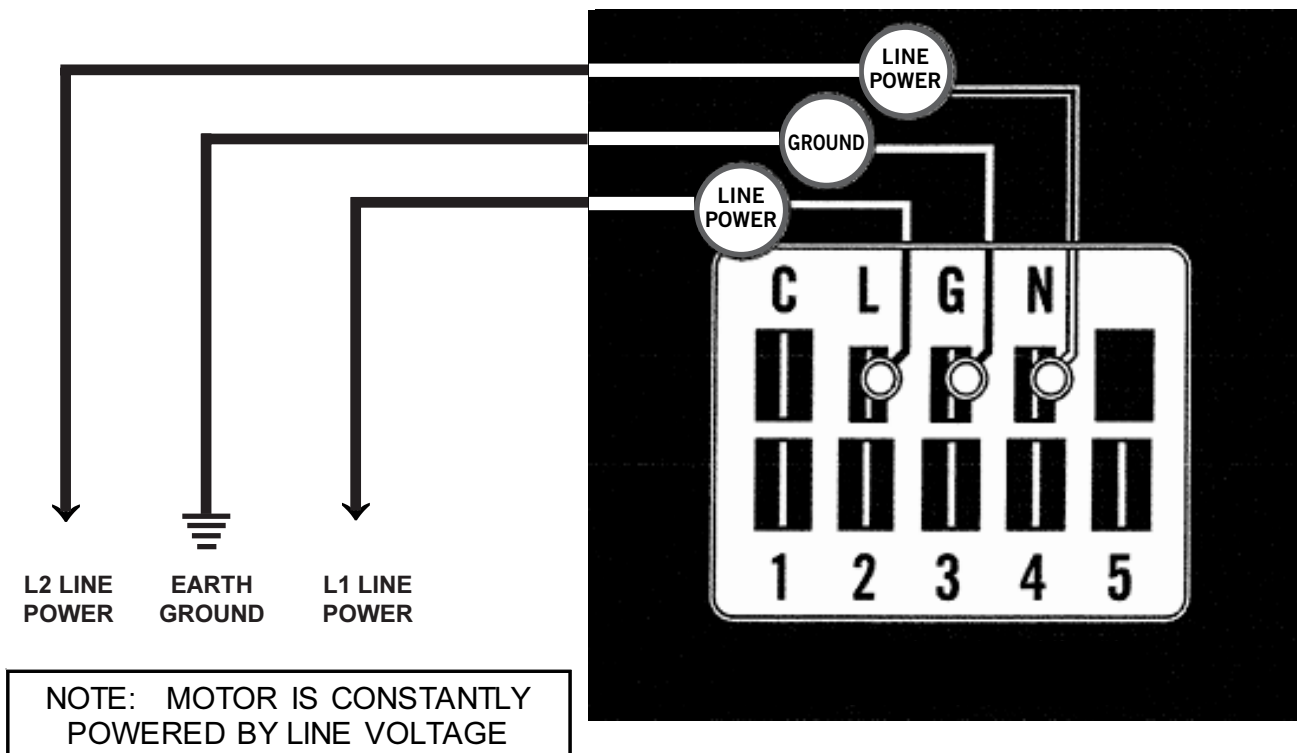 LINE
POWER
GROUND
LINE
POWER
C L G N
1 2 3 4 5
L2 LINE
POWER
EARTH
GROUND
L1 LINE
POWER
NOTE: MOTOR IS CONSTANTLY
POWERED BY LINE VOLTAGE